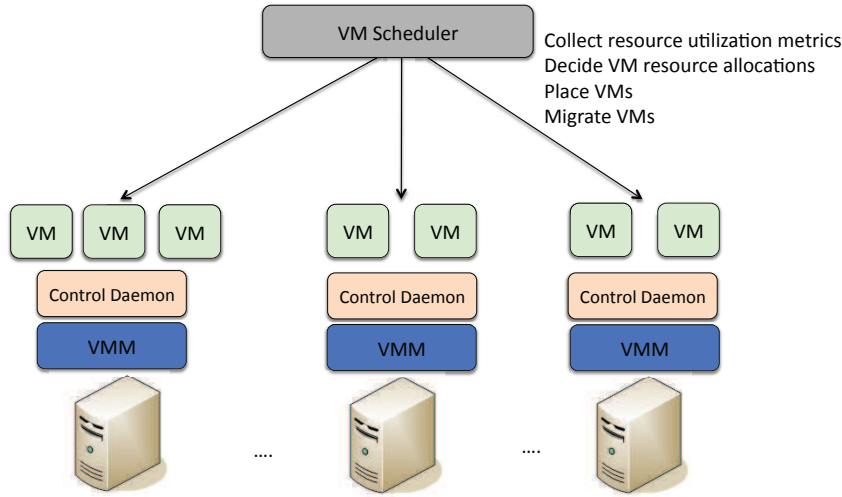 VM Scheduler
Collect resource utilization metrics
Decide VM resource allocations
Place VMs
Migrate VMs
VM VM VM VM VM VM VM
Control Daemon Control Daemon Control Daemon
VMM VMM VMM
.... ....